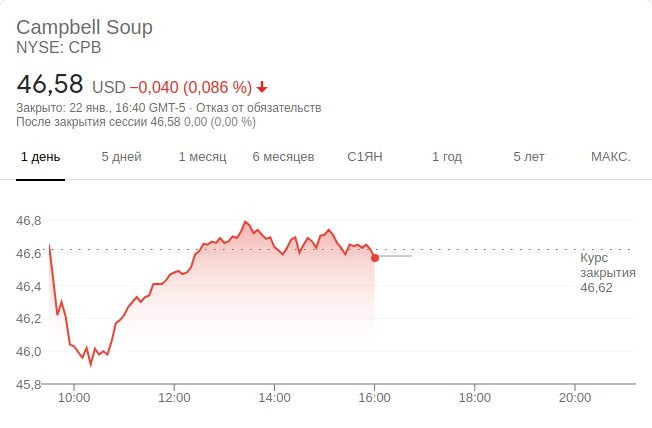 Campbell Soup
NYSE: CPB
46,58 USD −0,040 (0,086 %)
Закрыто: 22 янв., 16:40 GMT-5 · Отказ от обязательств
После закрытия сессии 46,58 0,00 (0,00 %)
1 день 5 дней 1 месяц 6 месяцев С1ЯН 1 год 5 лет МАКС.
46,8
46,6
46,4
46,2
46,0
45,8
Курс
закрытия
46,62
10:00 12:00 14:00 16:00 18:00 20:00